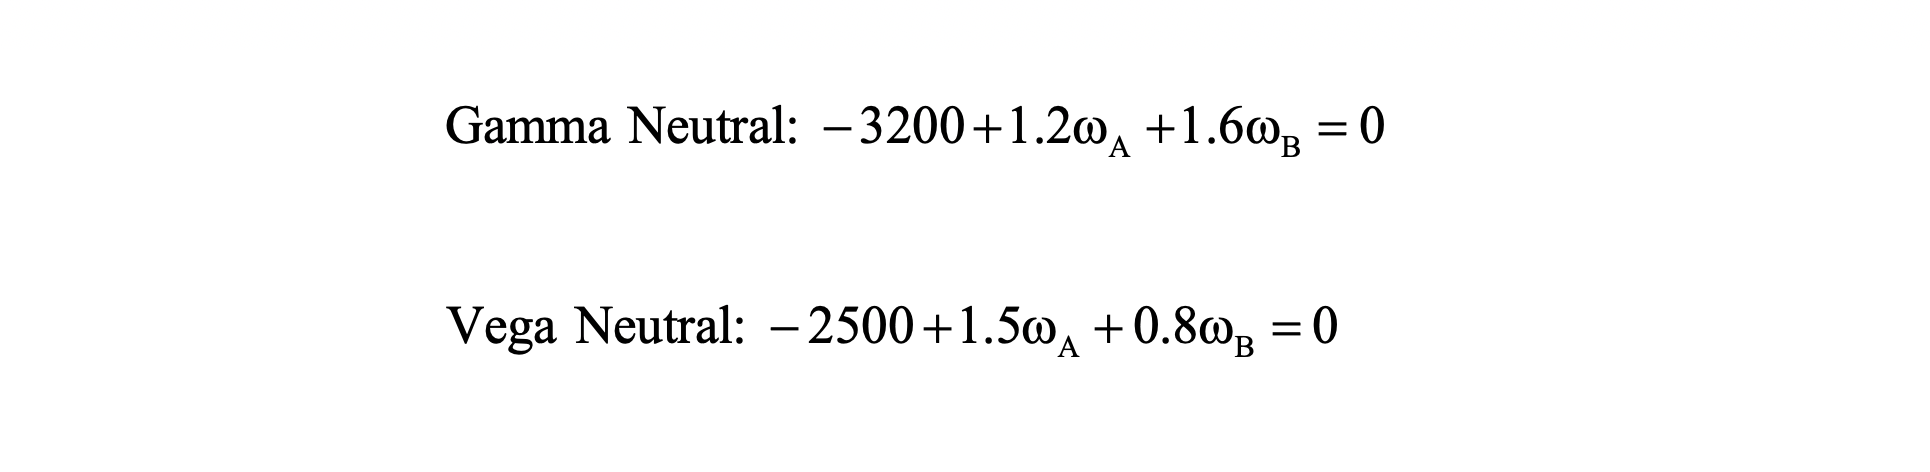 Gamma Neutral: −3200+1.2ω_A +1.6ω_B = 0
Vega Neutral: −2500+1.5ω_A +0.8ω_B = 0